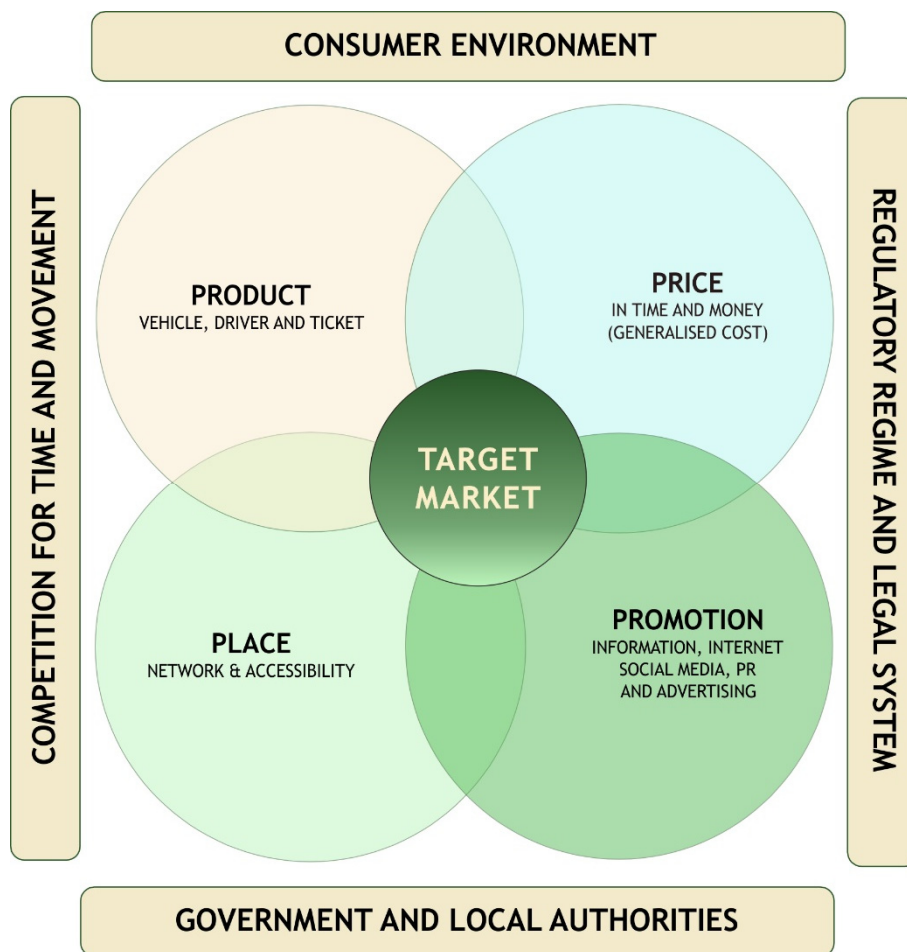 CONSUMER ENVIRONMENT
COMPETITION FOR TIME AND MOVEMENT
PRODUCT
VEHICLE, DRIVER AND TICKET
PRICE
IN TIME AND MONEY
(GENERALISED COST)
TARGET
MARKET
PLACE
NETWORK & ACCESSIBILITY
PROMOTION
INFORMATION, INTERNET
SOCIAL MEDIA, PR
AND ADVERTISING
REGULATORY REGIME AND LEGAL SYSTEM
GOVERNMENT AND LOCAL AUTHORITIES